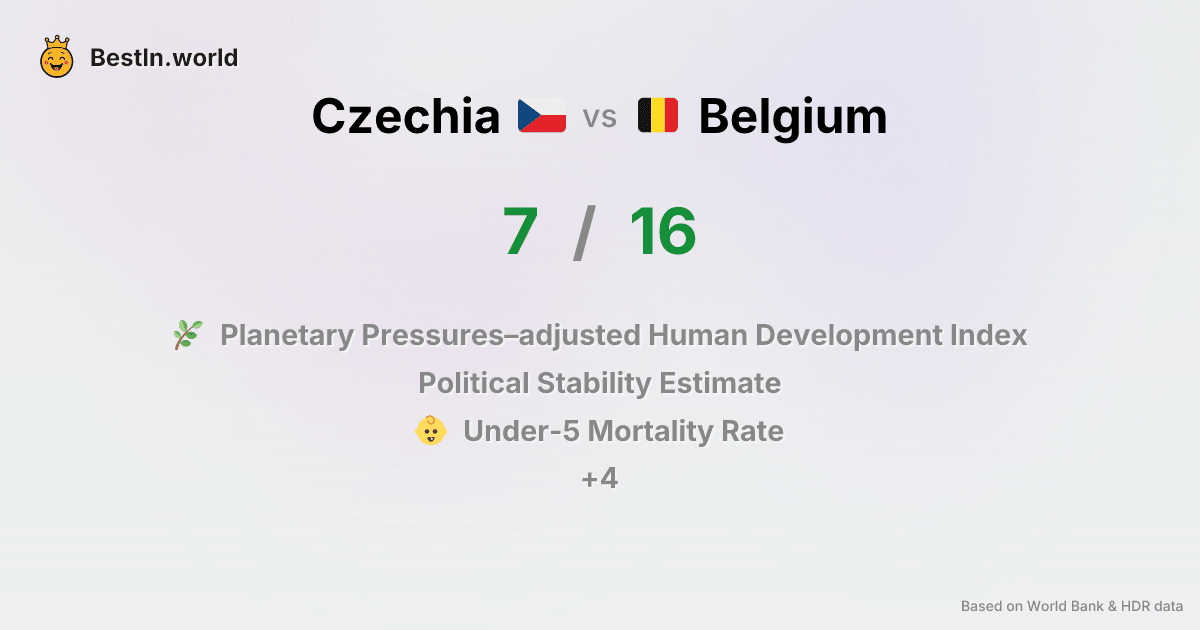 BestIn.world
Czechia vs Belgium
7 / 16
Planetary Pressures–adjusted Human Development Index
Political Stability Estimate
Under-5 Mortality Rate
+4
Based on World Bank & HDR data